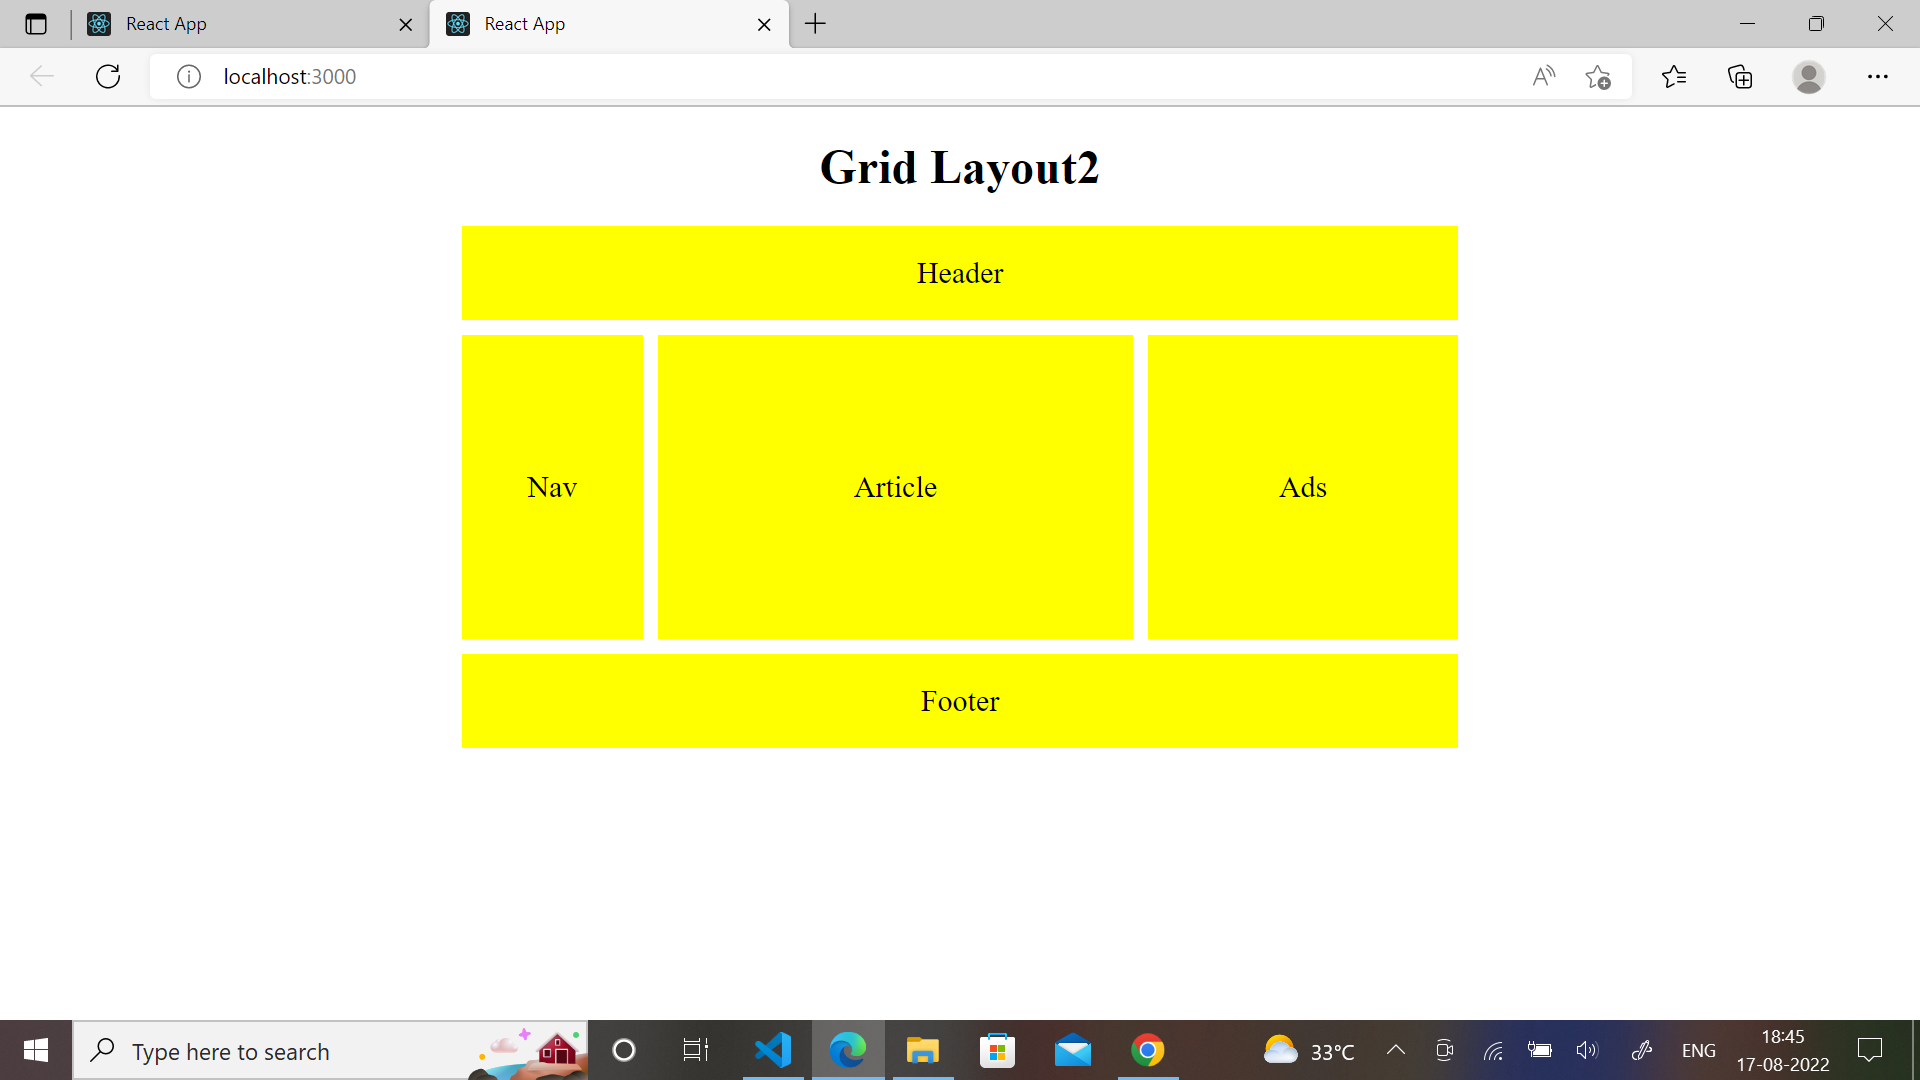 React App
React App
localhost:3000
Grid Layout2
Header
Nav
Article
Ads
Footer
Type here to search
33°C
ENG
18:45
17-08-2022